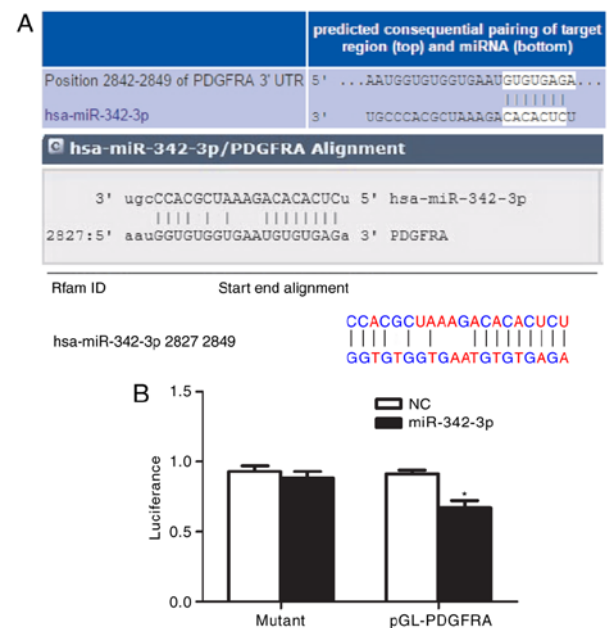 A
predicted consequential pairing of target
region (top) and miRNA (bottom)
Position 2842-2849 of PDGFRA 3' UTR 5' ...AAUGGUGUGGUGAAUGUGUGAGA...
hsa-miR-342-3p 3' UGCCCACGCUAAAGACACACUCU
hsa-miR-342-3p/PDGFRA Alignment
3' ugcCCACGCUAAAGACACACUCu 5' hsa-miR-342-3p
2827:5' aauGGUGUGGUGAAUGUGUGAGa 3' PDGFRA
Rfam ID Start end alignment
CCACGCUAAAGACACACUCU
hsa-miR-342-3p 2827 2849
GGTGTGGTGAATGTGTGAGA
B
1.5
NC
miR-342-3p
1.0
*
Luciferance
0.5
0.0
Mutant pGL-PDGFRA